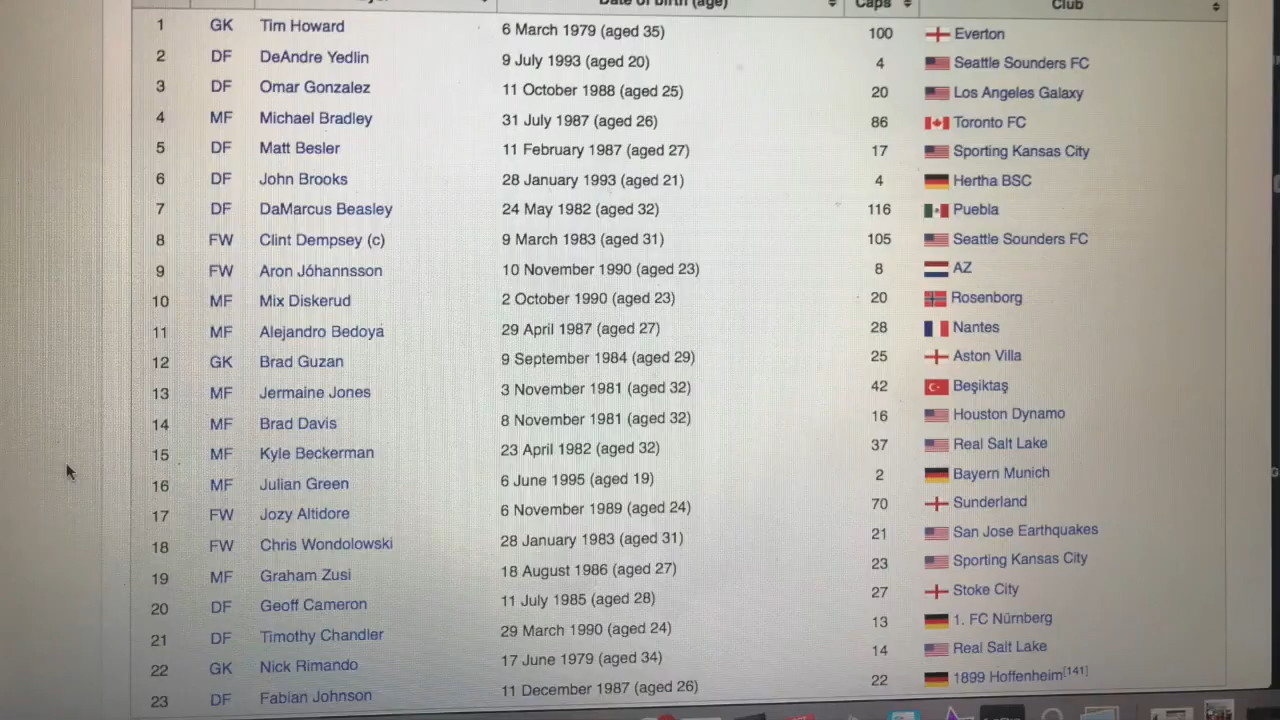 Date of birth (age) Caps Club
1 GK Tim Howard 6 March 1979 (aged 35) 100 Everton
2 DF DeAndre Yedlin 9 July 1993 (aged 20) 4 Seattle Sounders FC
3 DF Omar Gonzalez 11 October 1988 (aged 25) 20 Los Angeles Galaxy
4 MF Michael Bradley 31 July 1987 (aged 26) 86 Toronto FC
5 DF Matt Besler 11 February 1987 (aged 27) 17 Sporting Kansas City
6 DF John Brooks 28 January 1993 (aged 21) 4 Hertha BSC
7 DF DaMarcus Beasley 24 May 1982 (aged 32) 116 Puebla
8 FW Clint Dempsey (c) 9 March 1983 (aged 31) 105 Seattle Sounders FC
9 FW Aron Jóhannsson 10 November 1990 (aged 23) 8 AZ
10 MF Mix Diskerud 2 October 1990 (aged 23) 20 Rosenborg
11 MF Alejandro Bedoya 29 April 1987 (aged 27) 28 Nantes
12 GK Brad Guzan 9 September 1984 (aged 29) 25 Aston Villa
13 MF Jermaine Jones 3 November 1981 (aged 32) 42 Beşiktaş
14 MF Brad Davis 8 November 1981 (aged 32) 16 Houston Dynamo
15 MF Kyle Beckerman 23 April 1982 (aged 32) 37 Real Salt Lake
16 MF Julian Green 6 June 1995 (aged 19) 2 Bayern Munich
17 FW Jozy Altidore 6 November 1989 (aged 24) 70 Sunderland
18 FW Chris Wondolowski 28 January 1983 (aged 31) 21 San Jose Earthquakes
19 MF Graham Zusi 18 August 1986 (aged 27) 23 Sporting Kansas City
20 DF Geoff Cameron 11 July 1985 (aged 28) 27 Stoke City
21 DF Timothy Chandler 29 March 1990 (aged 24) 13 1. FC Nürnberg
22 GK Nick Rimando 17 June 1979 (aged 34) 14 Real Salt Lake
23 DF Fabian Johnson 11 December 1987 (aged 26) 22 1899 Hoffenheim[141]